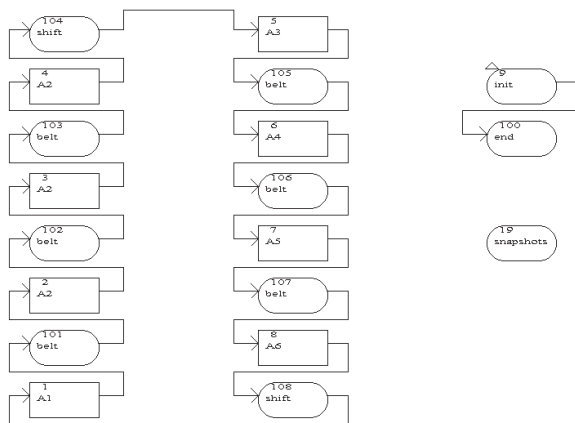 104
shift
4
A2
103
belt
3
A2
102
belt
2
A2
101
belt
1
A1
5
A3
105
belt
6
A4
106
belt
7
A5
107
belt
8
A6
108
shift
9
init
100
end
19
snapshots